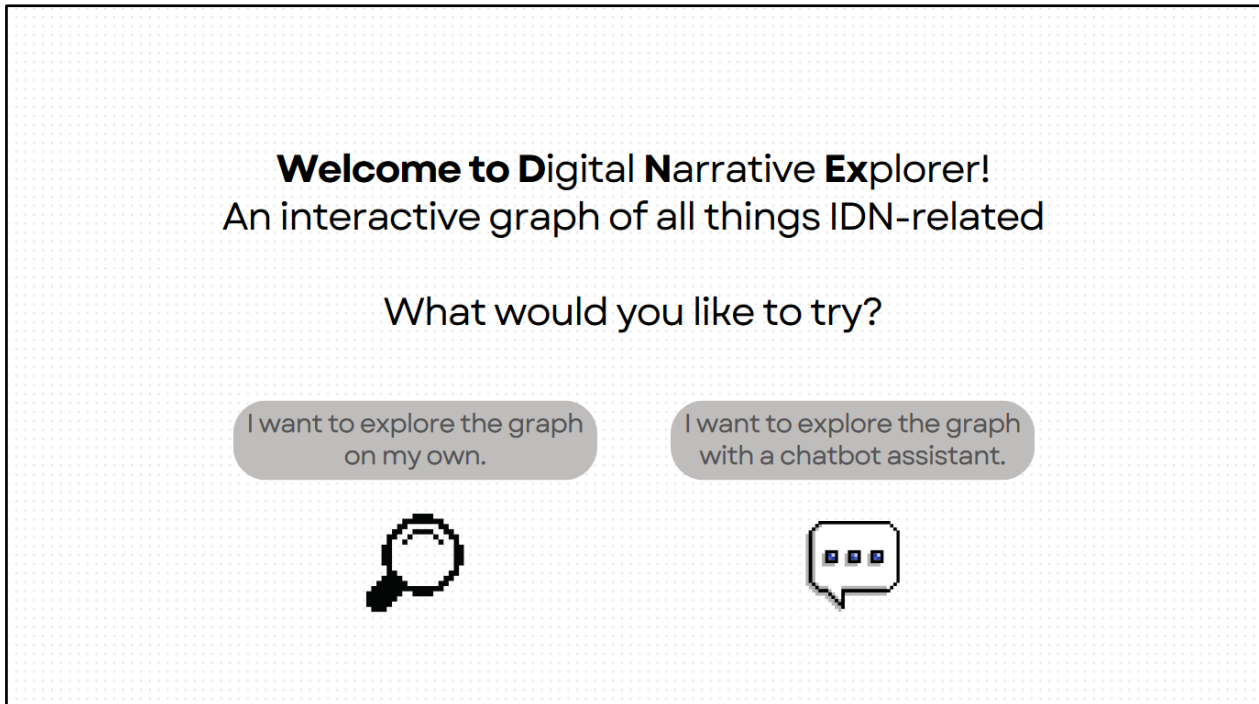 Welcome to Digital Narrative Explorer!
An interactive graph of all things IDN-related
What would you like to try?
I want to explore the graph
on my own.
I want to explore the graph
with a chatbot assistant.